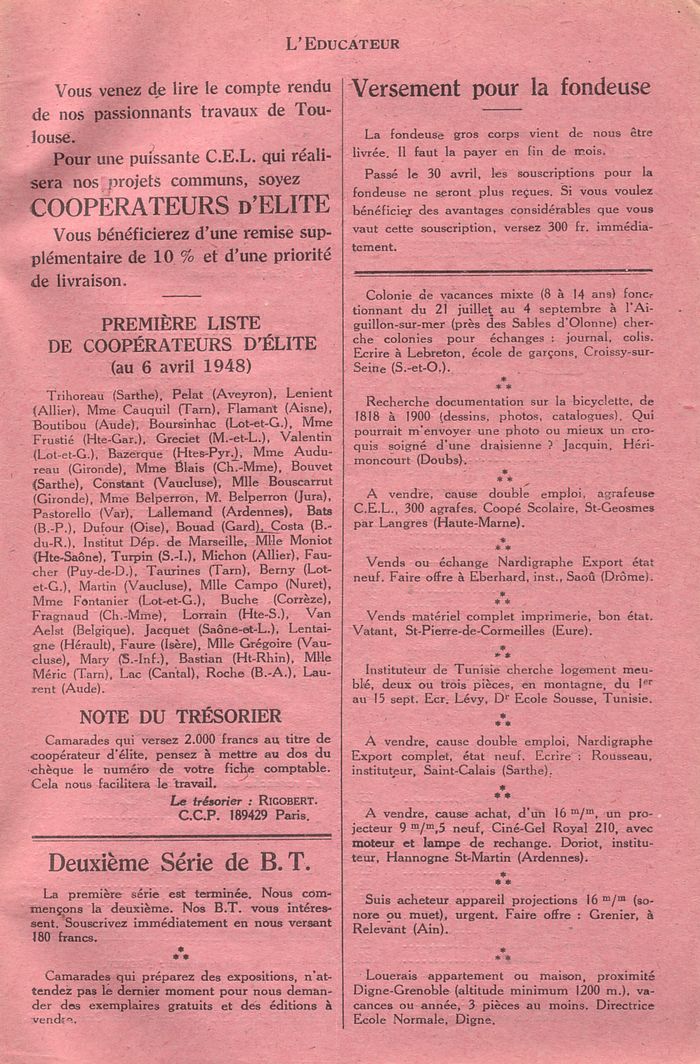 L'EDUCATEUR
Vous venez de lire le compte rendu
de nos passionnants travaux de Tou-
louse.
Pour une puissante C.E.L. qui réali-
sera nos projets communs, soyez
COOPÉRATEURS D'ELITE
Vous bénéficierez d'une remise sup-
plémentaire de 10 % et d'une priorité
de livraison.
PREMIÈRE LISTE
DE COOPÉRATEURS D'ÉLITE
(au 6 avril 1948)
Trihoreau (Sarthe), Pelat (Aveyron), Lenient
(Allier), Mme Cauquil (Tarn), Flamant (Aisne),
Boutibou (Aude), Boursinhac (Lot-et-G.), Mme
Frustié (Hte-Gar.), Greciet (M.-et-L.), Valentin
(Lot-et-G.), Bazerque (Htes-Pyr.), Mme Audu-
reau (Gironde), Mme Blais (Ch.-Mme), Bouvet
(Sarthe), Constant (Vaucluse), Mlle Bouscarrut
(Gironde), Mme Belperron, M. Belperron (Jura),
Pastorello (Var), Lallemand (Ardennes), Bats
(B.-P.), Dufour (Oise), Bouad (Gard), Costa (B.-
du-R.), Institut Dép. de Marseille, Mlle Moniot
(Hte-Saône), Turpin (S.-I.), Michon (Allier), Fau-
cher (Puy-de-D.), Taurines (Tarn), Berny (Lot-
et-G.), Martin (Vaucluse), Mlle Campo (Nuret),
Mme Fontanier (Lot-et-G.), Buche (Corrèze),
Fragnaud (Ch.-Mme), Lorrain (Hte-S.), Van
Aelst (Belgique), Jacquet (Saône-et-L.), Lentai-
gne (Hérault), Faure (Isère), Mlle Grégoire (Vau-
cluse), Mary (S.-Inf.), Bastian (Ht-Rhin), Mlle
Méric (Tarn), Lac (Cantal), Roche (B.-A.), Lau-
rent (Aude).
NOTE DU TRÉSORIER
Camarades qui versez 2.000 francs au titre de
coopérateur d'élite, pensez à mettre au dos du
chèque le numéro de votre fiche comptable.
Cela nous facilitera le travail.
Le trésorier : RIGOBERT.
C.C.P. 189429 Paris.
Deuxième Série de B.T.
La première série est terminée. Nous com-
mençons la deuxième. Nos B.T. vous intéres-
sent. Souscrivez immédiatement en nous versant
180 francs.
Camarades qui préparez des expositions, n'at-
tendez pas le dernier moment pour nous deman-
der des exemplaires gratuits et des éditions à
vendre.
Versement pour la fondeuse
La fondeuse gros corps vient de nous être
livrée. Il faut la payer en fin de mois.
Passé le 30 avril, les souscriptions pour la
fondeuse ne seront plus reçues. Si vous voulez
bénéficier des avantages considérables que vous
vaut cette souscription, versez 300 fr. immédia-
tement.
Colonie de vacances mixte (8 à 14 ans) fonc-
tionnant du 21 juillet au 4 septembre à l'Ai-
guillon-sur-mer (près des Sables d'Olonne) cher-
che colonies pour échanges : journal, colis.
Ecrire à Lebreton, école de garçons, Croissy-sur-
Seine (S.-et-O.).
Recherche documentation sur la bicyclette, de
1818 à 1900 (dessins, photos, catalogues). Qui
pourrait m'envoyer une photo ou mieux un cro-
quis soigné d'une draisienne ? Jacquin, Héri-
moncourt (Doubs).
A vendre, cause double emploi, agrafeuse
C.E.L., 300 agrafes. Coopé Scolaire, St-Geosmes
par Langres (Haute-Marne).
Vends ou échange Nardigraphe Export état
neuf. Faire offre à Eberhard, inst., Saoû (Drôme).
Vends matériel complet imprimerie, bon état.
Vatant, St-Pierre-de-Cormeilles (Eure).
Instituteur de Tunisie cherche logement meu-
blé, deux ou trois pièces, en montagne, du 1er
au 15 sept. Ecr. Lévy, Dr Ecole Sousse, Tunisie.
A vendre, cause double emploi, Nardigraphe
Export complet, état neuf. Ecrire : Rousseau,
instituteur, Saint-Calais (Sarthe).
A vendre, cause achat, d'un 16 m/m, un pro-
jecteur 9 m/m,5 neuf, Ciné-Gel Royal 210, avec
moteur et lampe de rechange. Doriot, institu-
teur, Hannogne St-Martin (Ardennes).
Suis acheteur appareil projections 16 m/m (so-
nore ou muet), urgent. Faire offre : Grenier, à
Relevant (Ain).
Louerais appartement ou maison, proximité
Digne-Grenoble (altitude minimum 1200 m.), va-
cances ou année, 3 pièces au moins. Directrice
Ecole Normale, Digne.